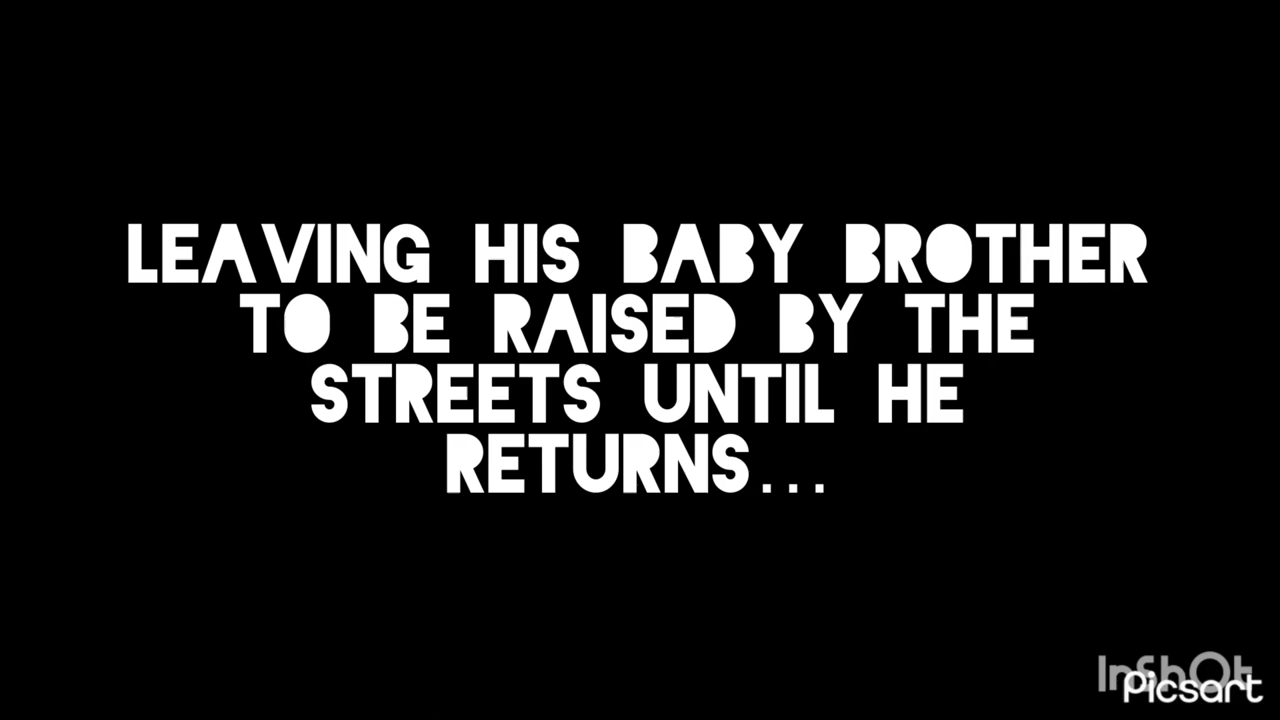 LEAVING HIS BABY BROTHER
TO BE RAISED BY THE
STREETS UNTIL HE
RETURNS...
InShOt
Picsart